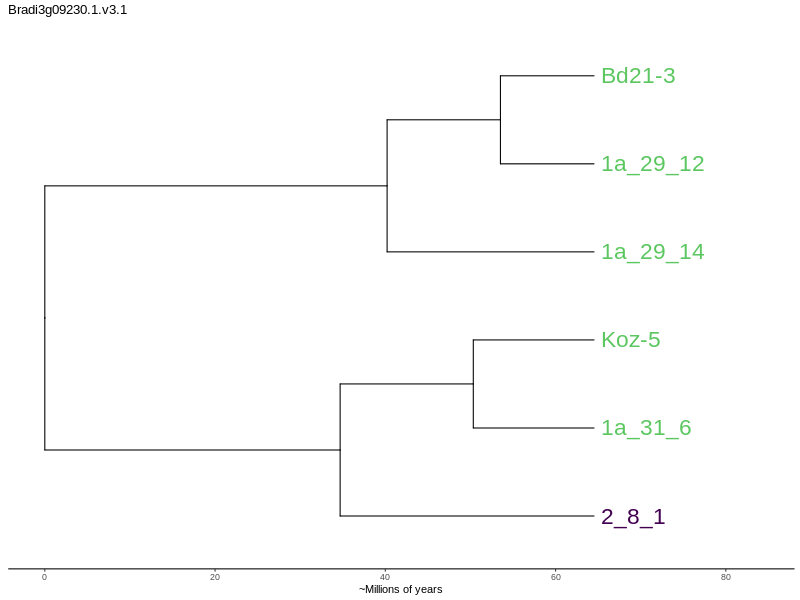 Bradi3g09230.1.v3.1
Bd21-3
1a_29_12
1a_29_14
Koz-5
1a_31_6
2_8_1
0 20 40 60 80
~Millions of years